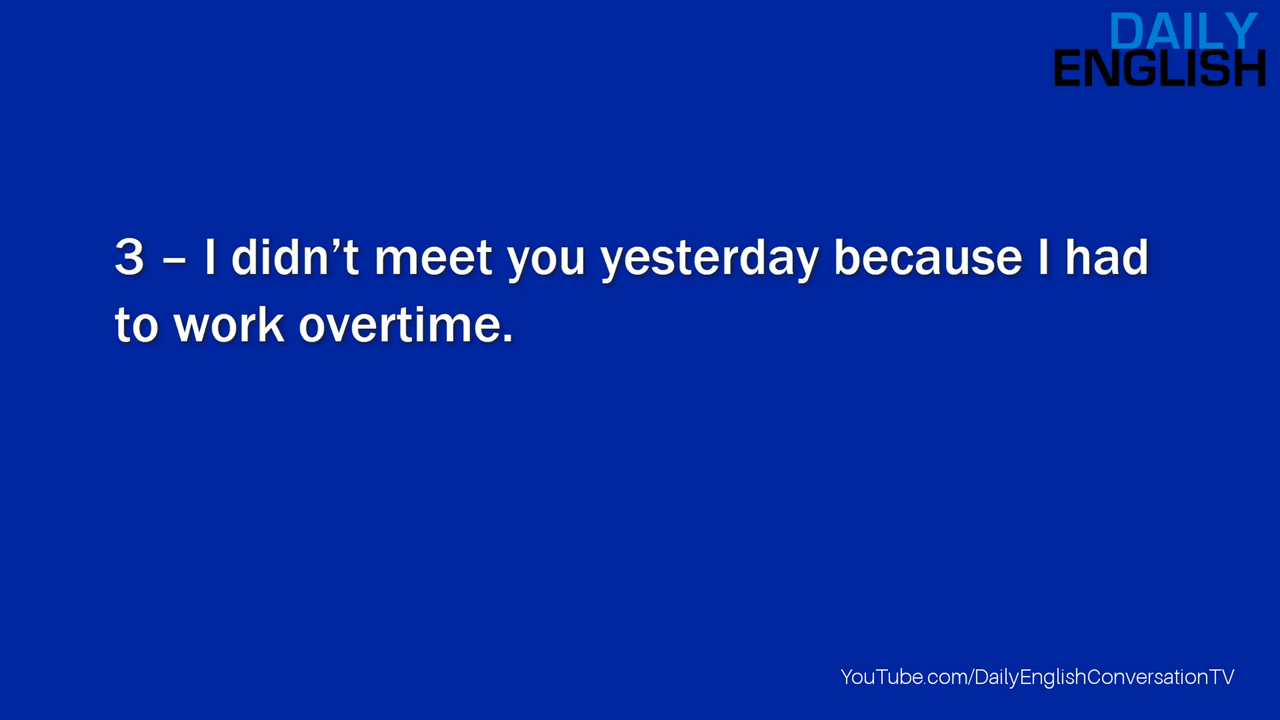 DAILY
ENGLISH
3 – I didn’t meet you yesterday because I had
to work overtime.
YouTube.com/DailyEnglishConversationTV